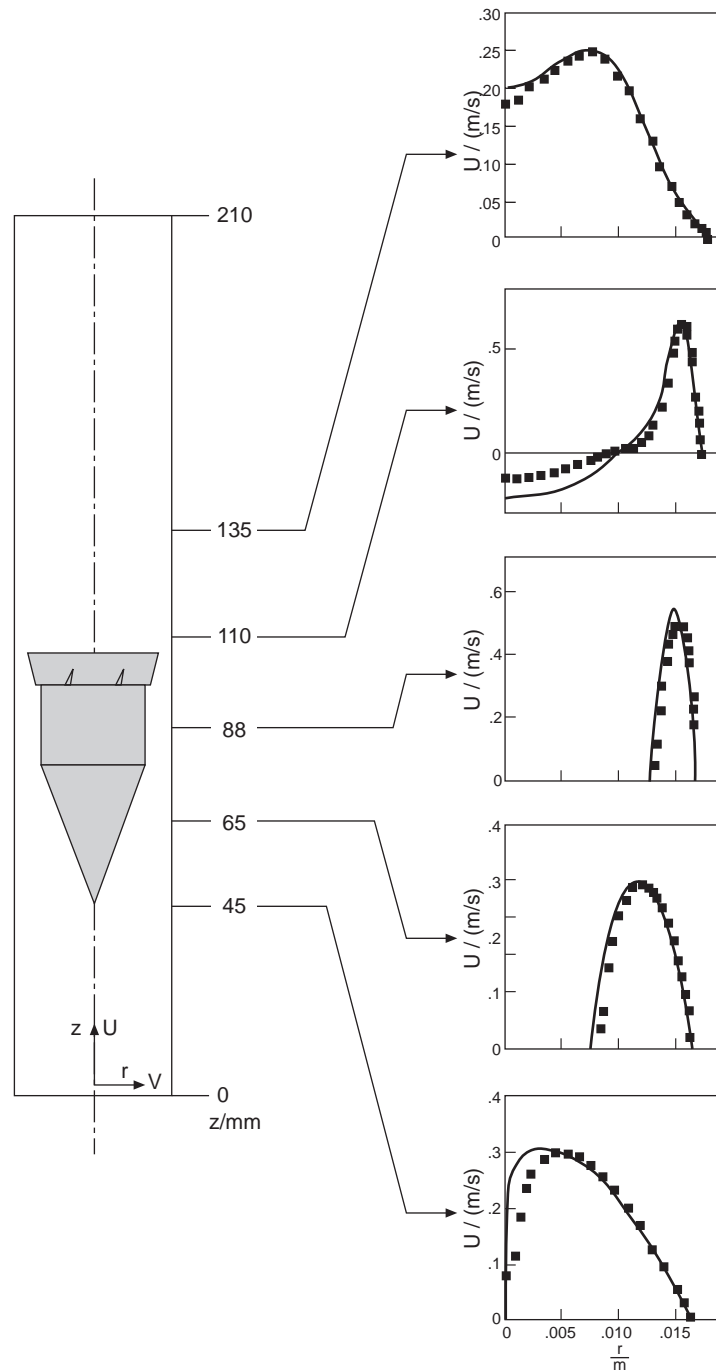 210
135
110
88
65
45
0
z/mm
z U
r V
.30
.25
.20
.15
.10
.05
0
U / (m/s)
.5
0
U / (m/s)
.6
.4
.2
0
U / (m/s)
.4
.3
.2
.1
0
U / (m/s)
.4
.3
.2
.1
0
U / (m/s)
0 .005 .010 .015
r
m